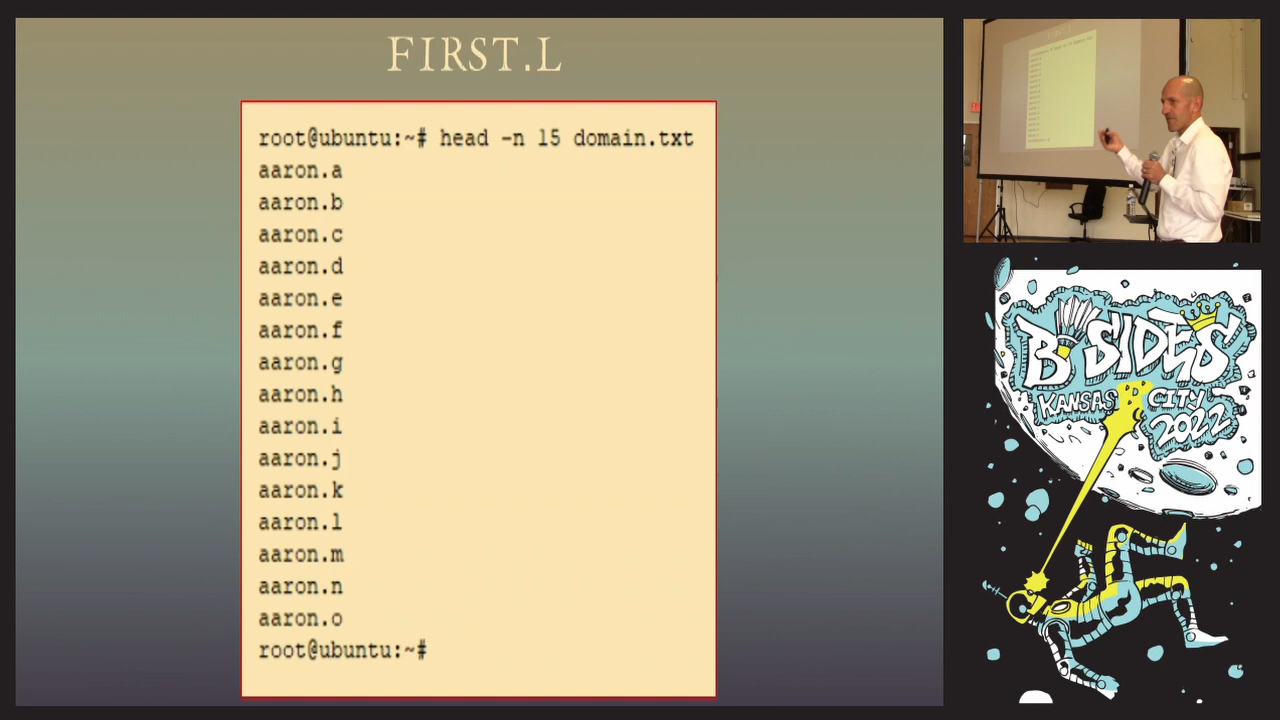 FIRST.L
root@ubuntu:~# head -n 15 domain.txt
aaron.a
aaron.b
aaron.c
aaron.d
aaron.e
aaron.f
aaron.g
aaron.h
aaron.i
aaron.j
aaron.k
aaron.l
aaron.m
aaron.n
aaron.o
root@ubuntu:~#
B SIDES
KANSAS CITY
2022